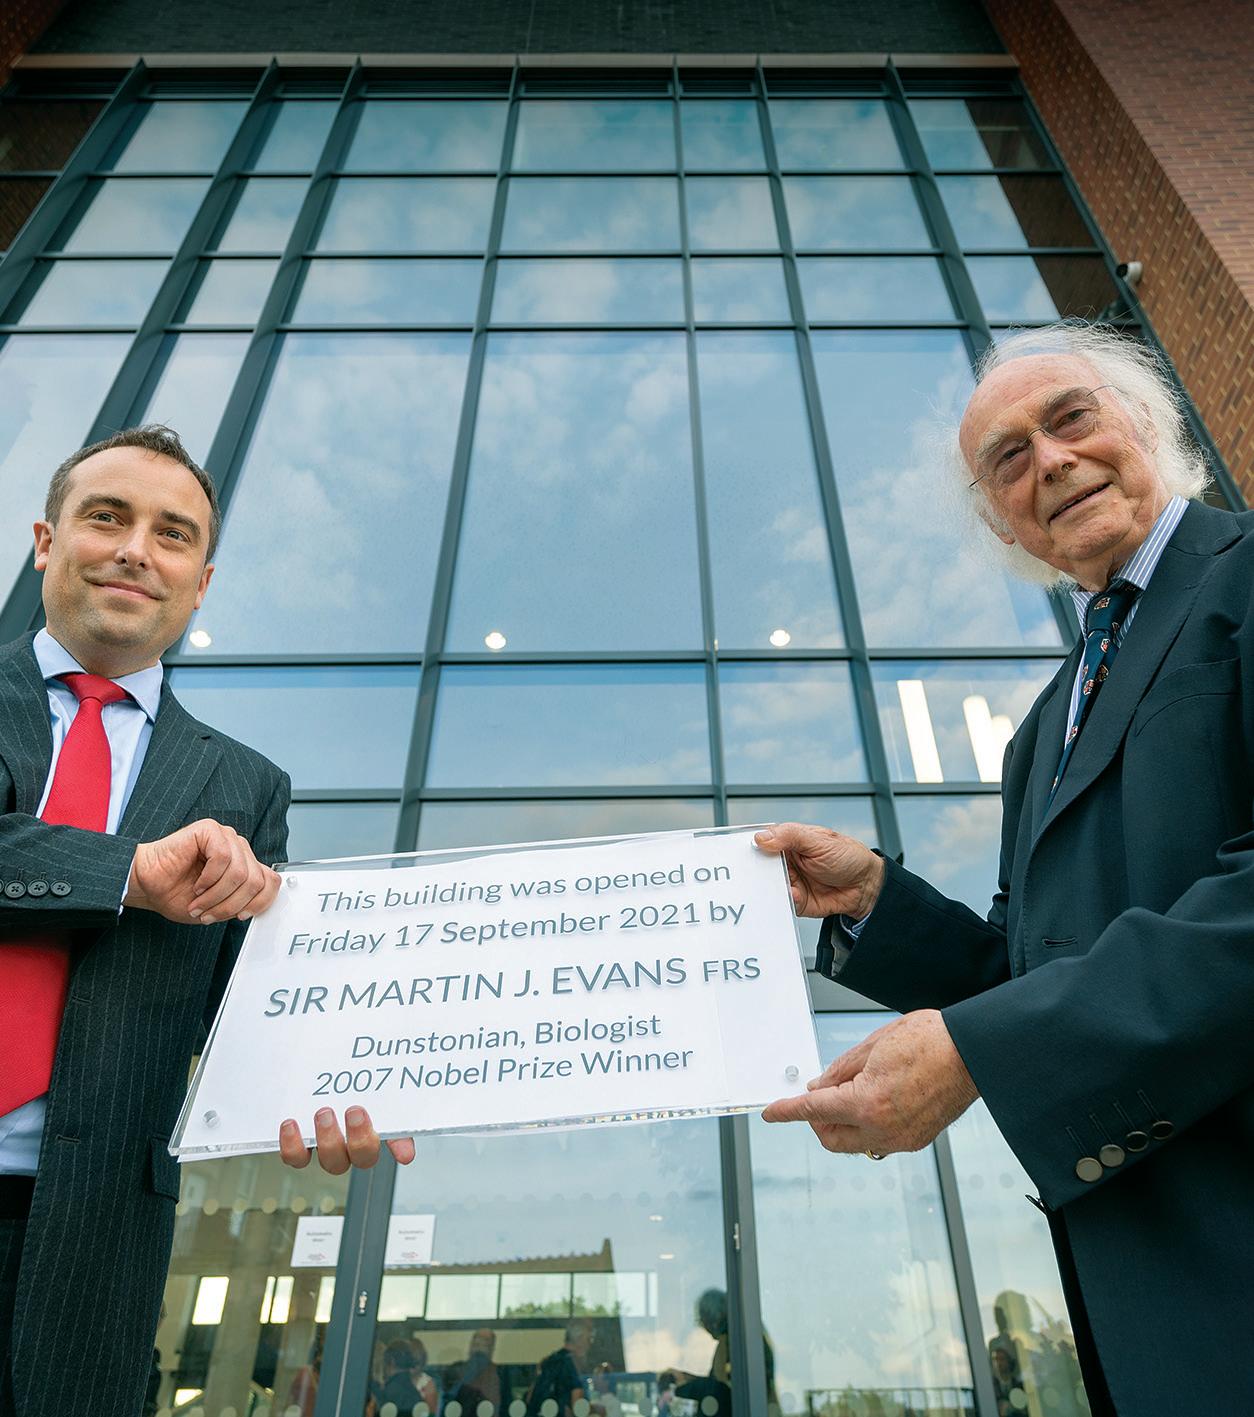 This building was opened on
Friday 17 September 2021 by
SIR MARTIN J. EVANS FRS
Dunstonian, Biologist
2007 Nobel Prize Winner